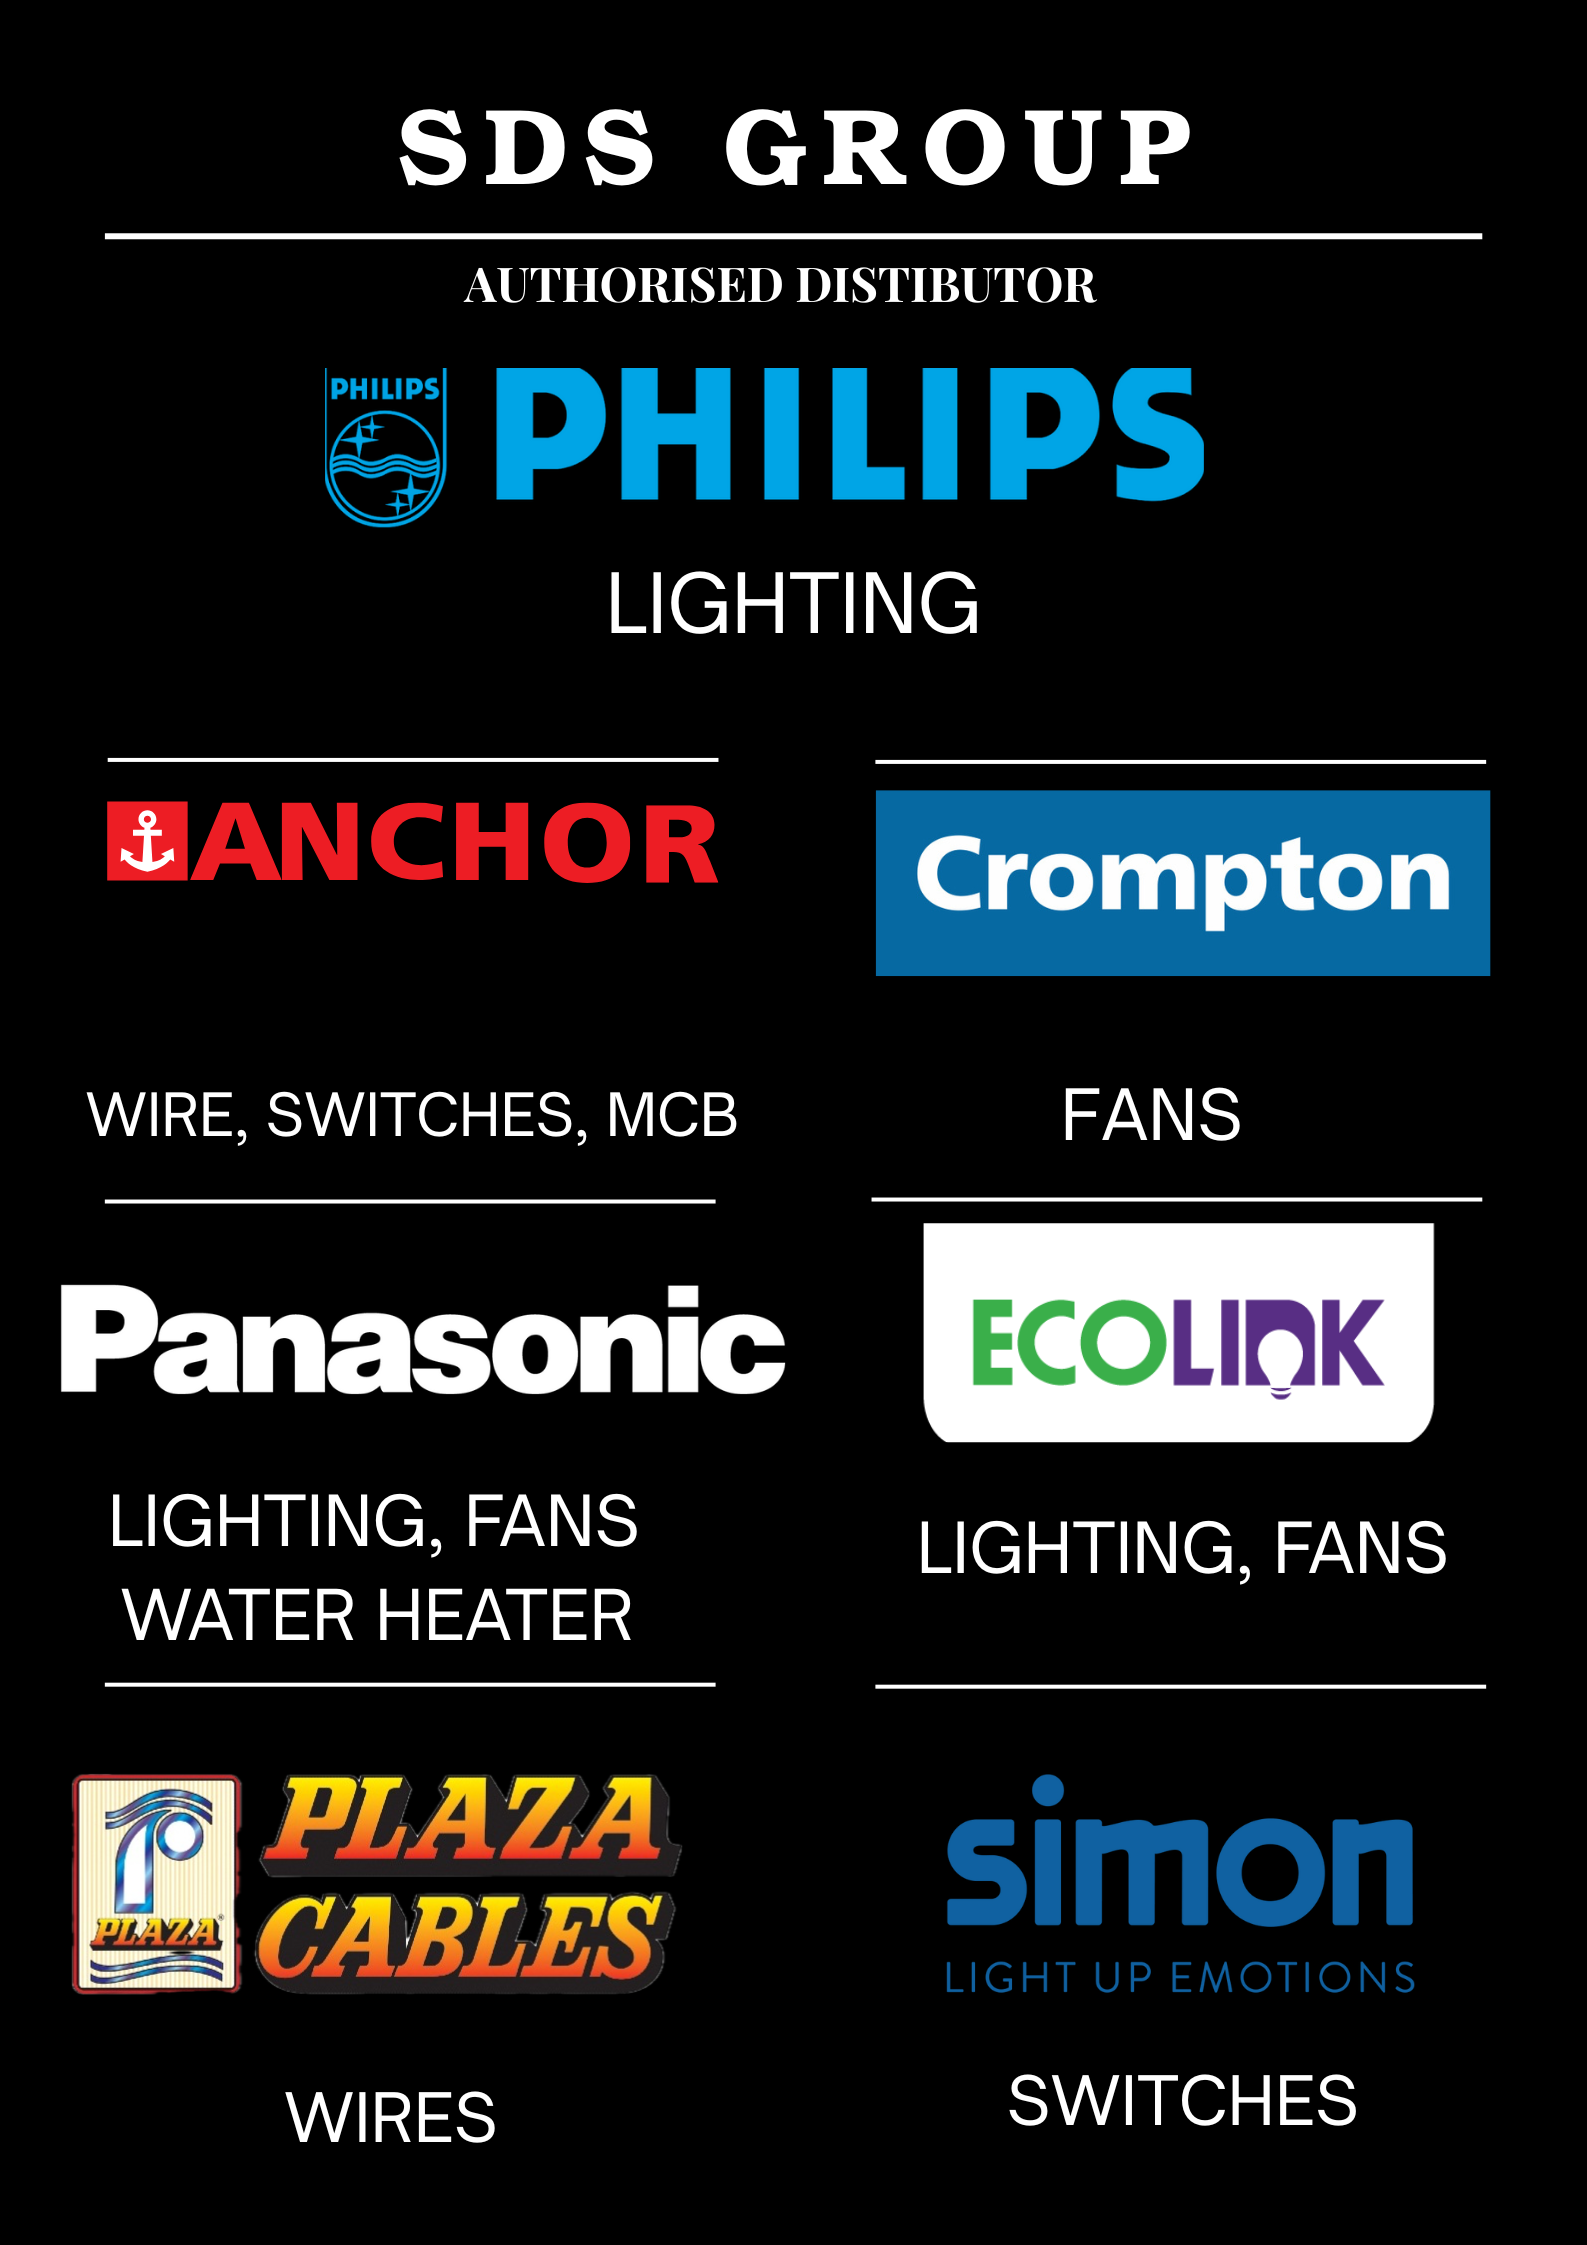 SDS GROUP
AUTHORISED DISTIBUTOR
PHILIPS
PHILIPS
LIGHTING
ANCHOR
Crompton
WIRE, SWITCHES, MCB
FANS
Panasonic
ECOLINK
LIGHTING, FANS
WATER HEATER
LIGHTING, FANS
PLAZA
CABLES
PLAZA®
simon
LIGHT UP EMOTIONS
WIRES
SWITCHES